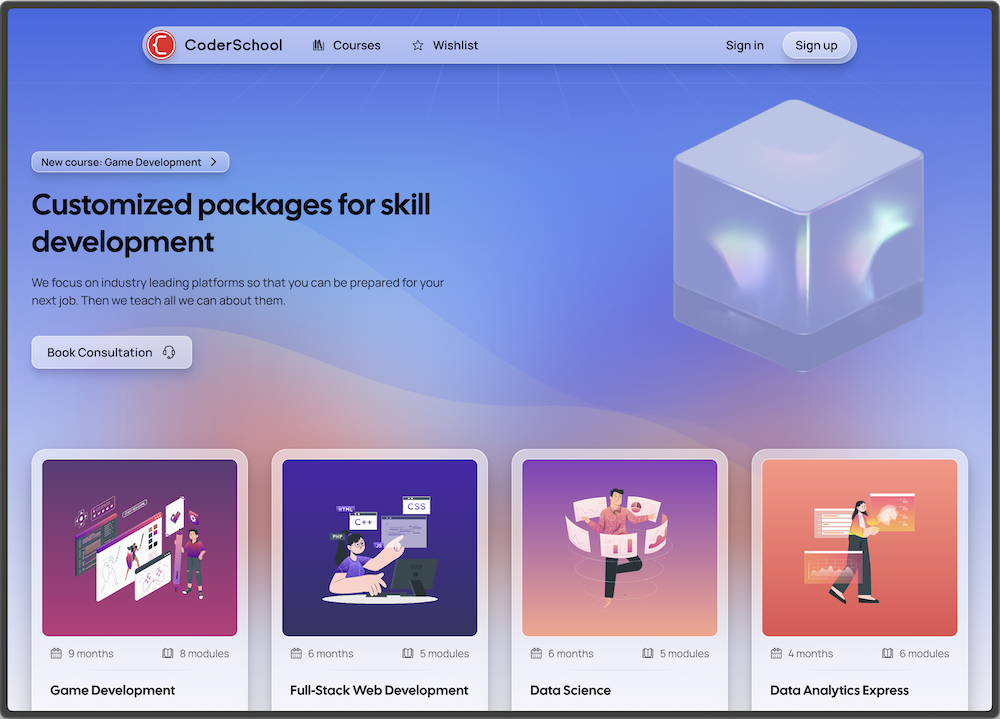 CoderSchool
Courses
Wishlist
Sign in
Sign up
New course: Game Development
Customized packages for skill
development
We focus on industry leading platforms so that you can be prepared for your
next job. Then we teach all we can about them.
Book Consultation
HTML
CSS
C++
PHP
JS
9 months
8 modules
6 months
5 modules
6 months
5 modules
4 months
6 modules
Game Development
Full-Stack Web Development
Data Science
Data Analytics Express